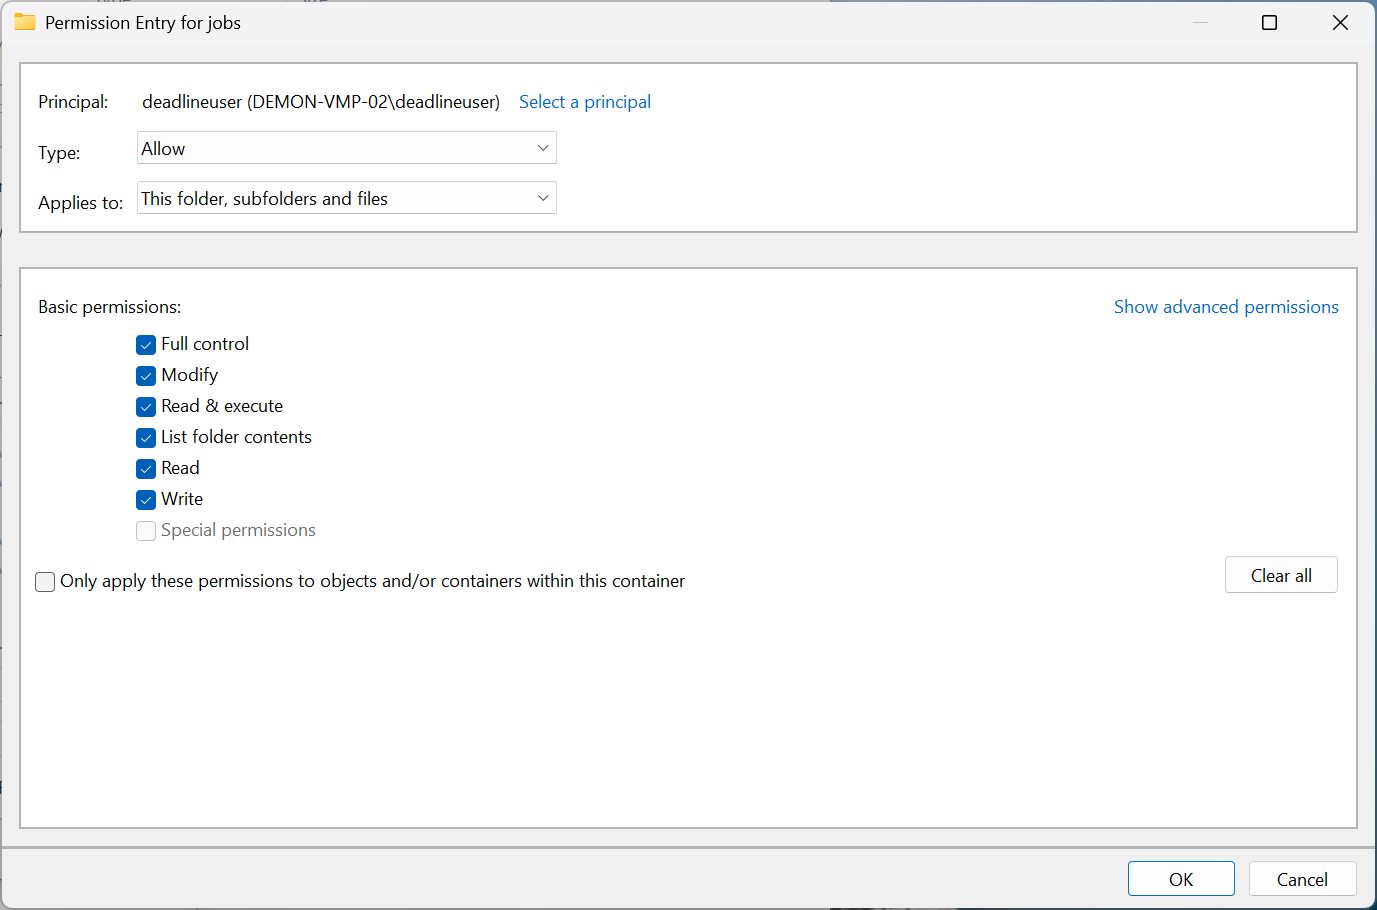 Permission Entry for jobs
Principal: deadlineuser (DEMON-VMP-02\deadlineuser) Select a principal
Type: Allow
Applies to: This folder, subfolders and files
Basic permissions: Show advanced permissions
Full control
Modify
Read & execute
List folder contents
Read
Write
Special permissions
Only apply these permissions to objects and/or containers within this container
Clear all
OK Cancel